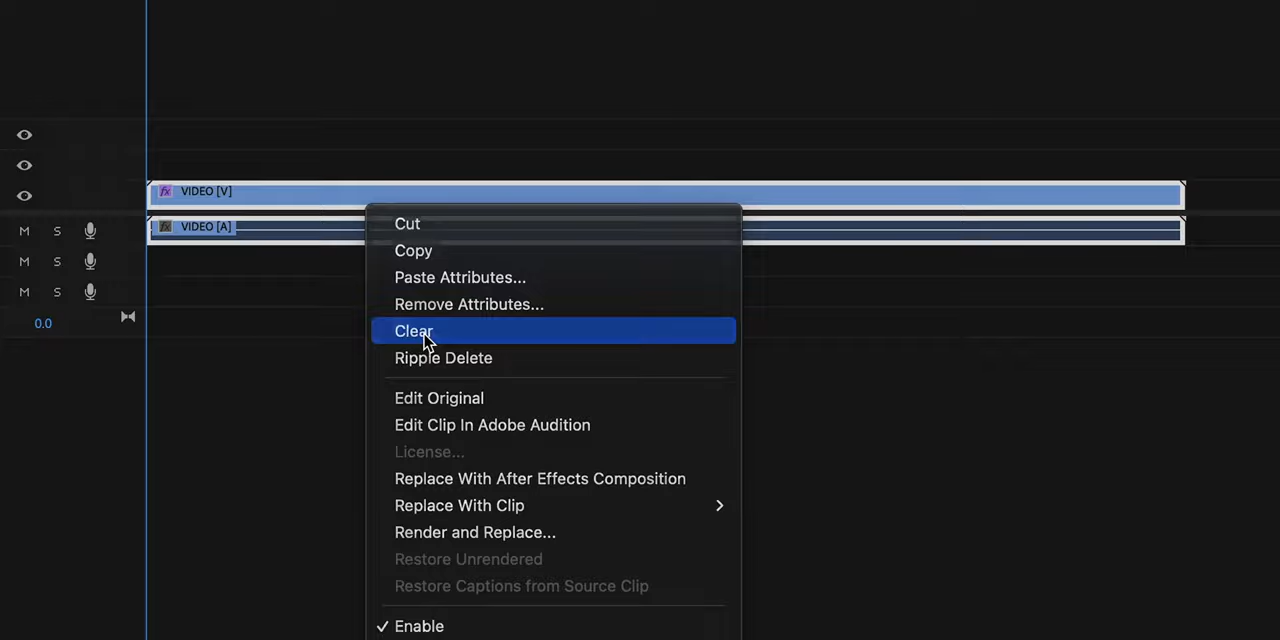 fx VIDEO [V]
M S fx VIDEO [A]
M S
M S
0.0
Cut
Copy
Paste Attributes...
Remove Attributes...
Clear
Ripple Delete
Edit Original
Edit Clip In Adobe Audition
License...
Replace With After Effects Composition
Replace With Clip
Render and Replace...
Restore Unrendered
Restore Captions from Source Clip
Enable